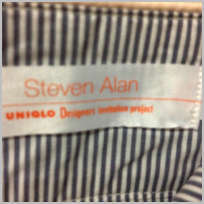 Steven Alan
UNIQLO Designers invitation project